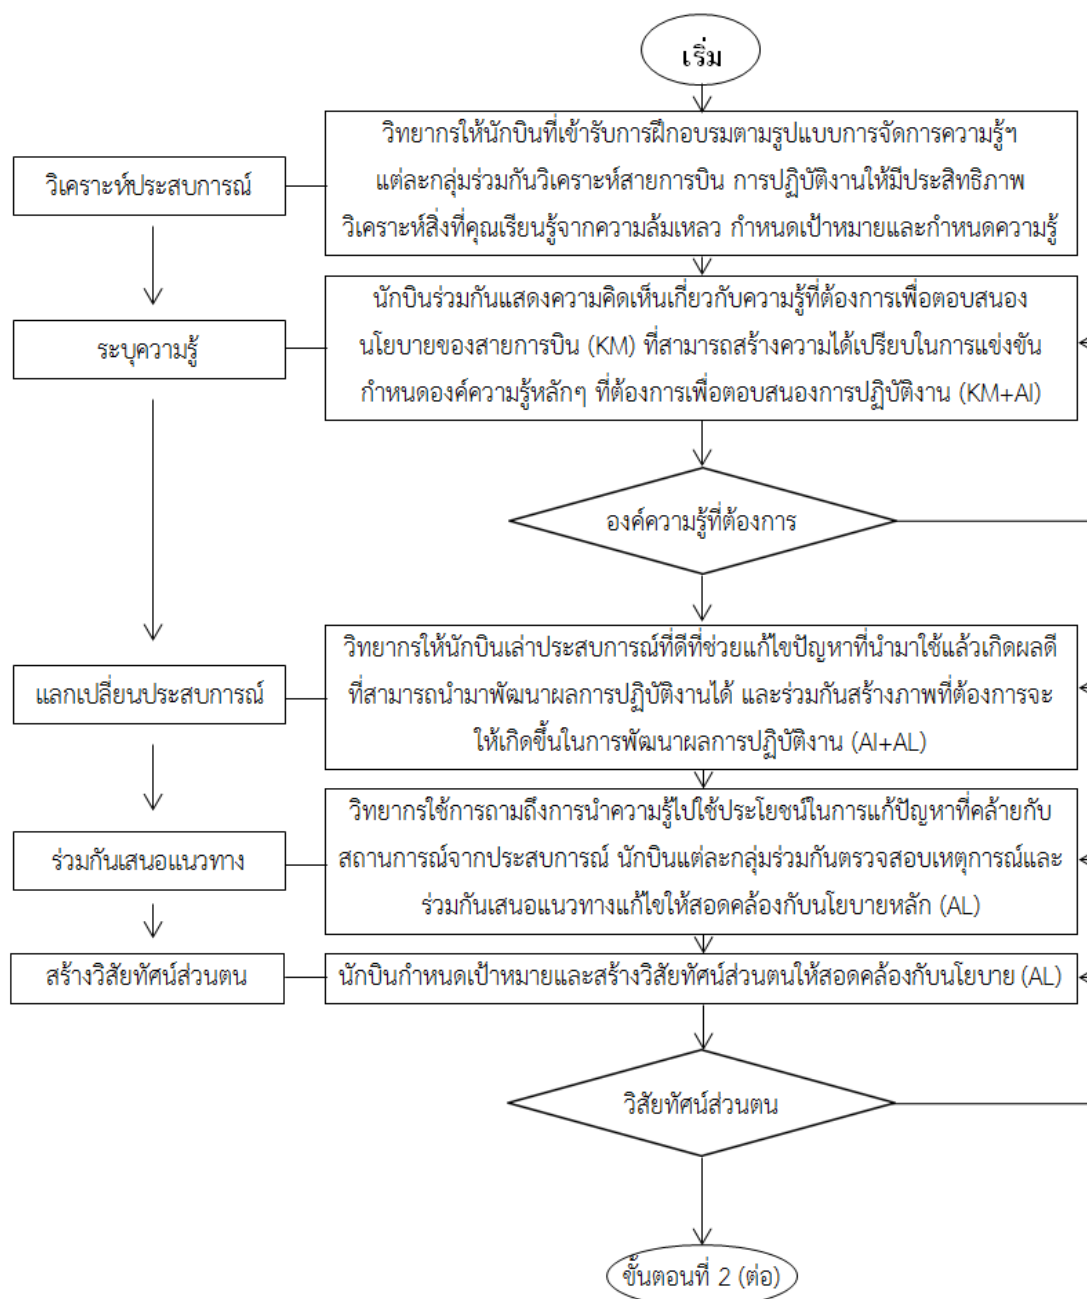 เริ่ม
วิทยากรให้นักบินที่เข้ารับการฝึกอบรมตามรูปแบบการจัดการความรู้ฯ
แต่ละกลุ่มร่วมกันวิเคราะห์สายการบิน การปฏิบัติงานให้มีประสิทธิภาพ
วิเคราะห์สิ่งที่คุณเรียนรู้จากความล้มเหลว กำหนดเป้าหมายและกำหนดความรู้
วิเคราะห์ประสบการณ์
นักบินร่วมกันแสดงความคิดเห็นเกี่ยวกับความรู้ที่ต้องการเพื่อตอบสนอง
นโยบายของสายการบิน (KM) ที่สามารถสร้างความได้เปรียบในการแข่งขัน
กำหนดองค์ความรู้หลักๆ ที่ต้องการเพื่อตอบสนองการปฏิบัติงาน (KM+AI)
ระบุความรู้
องค์ความรู้ที่ต้องการ
วิทยากรให้นักบินเล่าประสบการณ์ที่ดีที่ช่วยแก้ไขปัญหาที่นำมาใช้แล้วเกิดผลดี
ที่สามารถนำมาพัฒนาผลการปฏิบัติงานได้ และร่วมกันสร้างภาพที่ต้องการจะ
ให้เกิดขึ้นในการพัฒนาผลการปฏิบัติงาน (AI+AL)
แลกเปลี่ยนประสบการณ์
วิทยากรใช้การถามถึงการนำความรู้ไปใช้ประโยชน์ในการแก้ปัญหาที่คล้ายกับ
สถานการณ์จากประสบการณ์ นักบินแต่ละกลุ่มร่วมกันตรวจสอบเหตุการณ์และ
ร่วมกันเสนอแนวทางแก้ไขให้สอดคล้องกับนโยบายหลัก (AL)
ร่วมกันเสนอแนวทาง
สร้างวิสัยทัศน์ส่วนตน
นักบินกำหนดเป้าหมายและสร้างวิสัยทัศน์ส่วนตนให้สอดคล้องกับนโยบาย (AL)
วิสัยทัศน์ส่วนตน
ขั้นตอนที่ 2 (ต่อ)